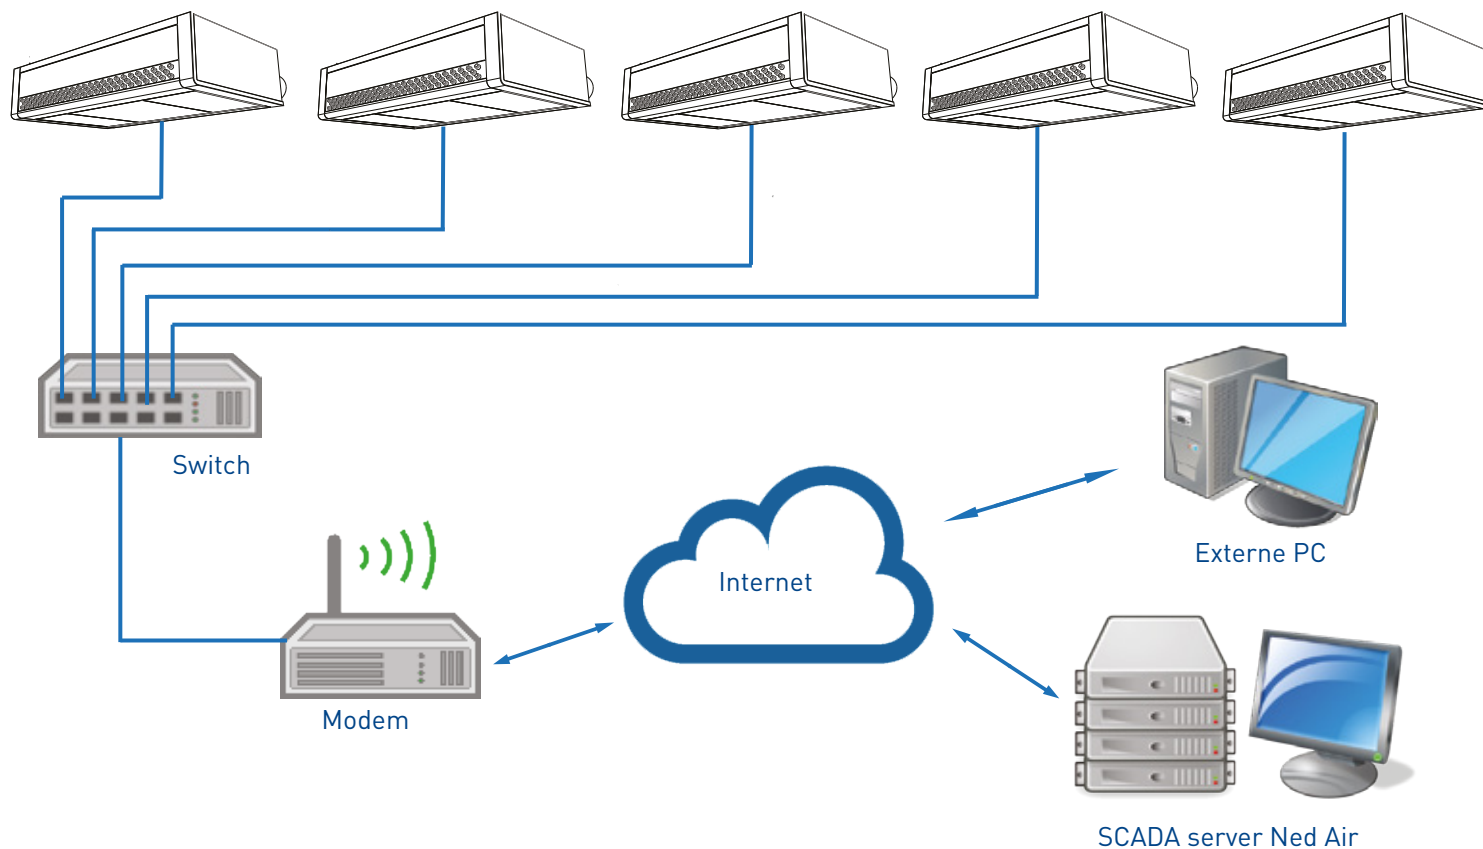 Switch
Externe PC
Internet
Modem
SCADA server Ned Air